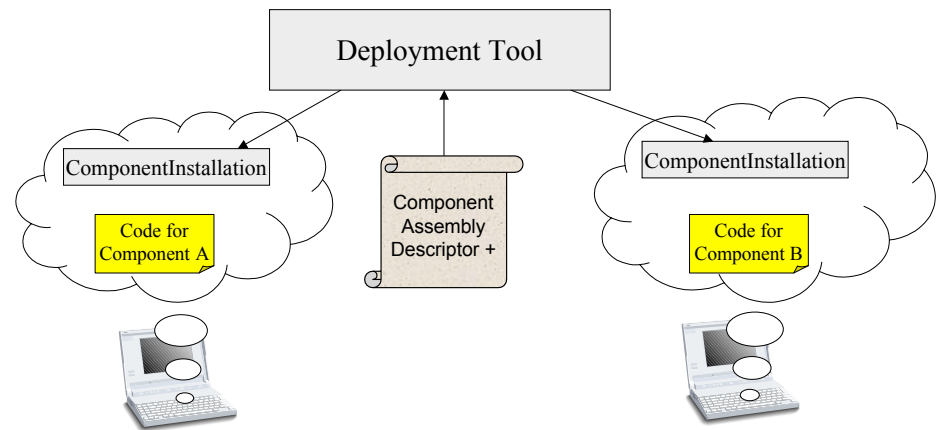 Deployment Tool
ComponentInstallation
Code for
Component A
Component
Assembly
Descriptor +
ComponentInstallation
Code for
Component B